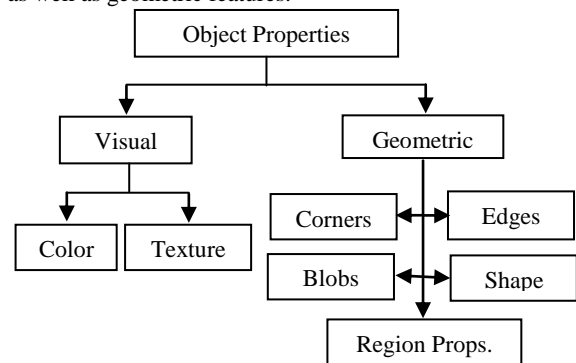 as well as geometric features.
Object Properties
Visual
Geometric
Corners
Edges
Color
Texture
Blobs
Shape
Region Props.